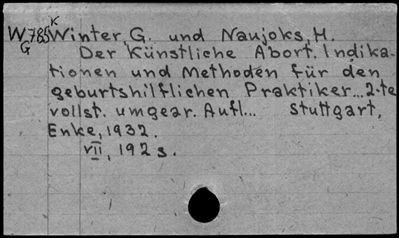 K
W785 Winter, G. und Naujoks, H.
G
Der Künstliche Abort. Indika-
tionen und Methoden für den
geburtshilflichen Praktiker...2-te
vollst. umgear. Aufl... Stuttgart,
Enke, 1932.
VII, 192 s.